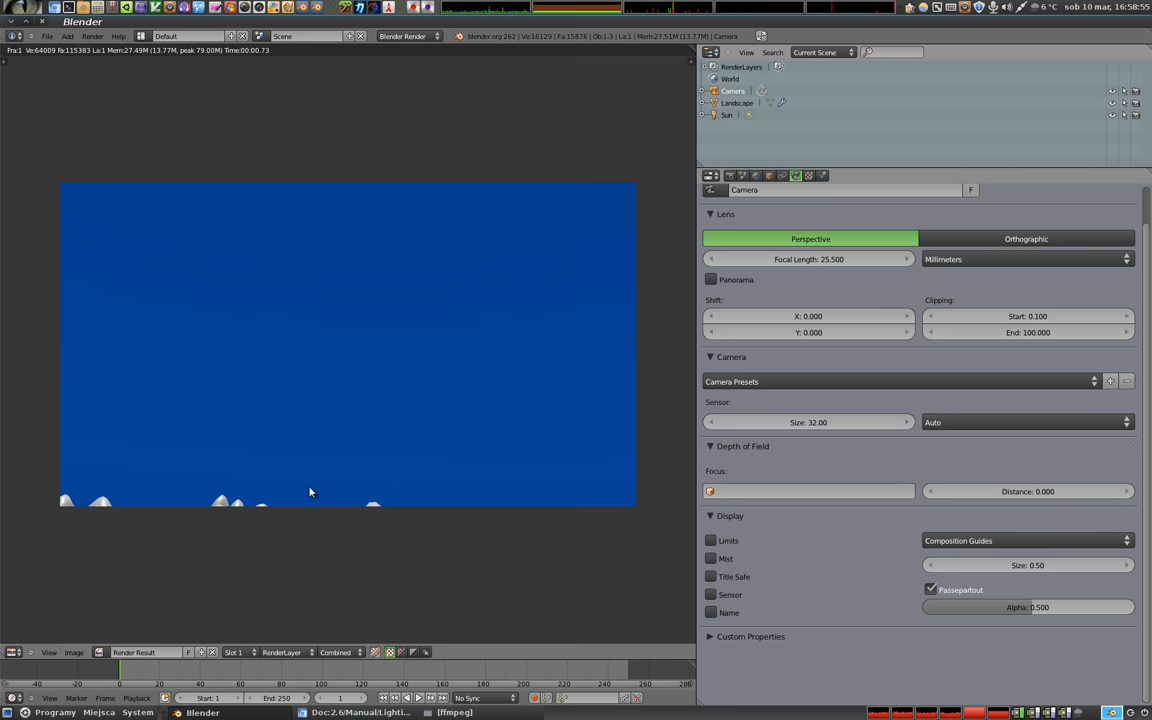 6 °C sob 10 mar, 16:58:55
Blender
File Add Render Help Default Scene Blender Render blender.org 262 | Ve:16129 | Fa:15876 | Ob:1-3 | La:1 | Mem:27.51M (13.77M) | Camera
Fra:1 Ve:64009 Fa:115383 La:1 Mem:27.49M (13.77M, peak 79.00M) Time:00:00.73
View Search Current Scene
RenderLayers |
World
Camera |
Landscape |
Sun |
Camera F
Lens
Perspective Orthographic
Focal Length: 25.500 Millimeters
Panorama
Shift: Clipping:
X: 0.000 Start: 0.100
Y: 0.000 End: 100.000
Camera
Camera Presets
Sensor:
Size: 32.00 Auto
Depth of Field
Focus:
Distance: 0.000
Display
Limits Composition Guides
Mist Size: 0.50
Title Safe
Sensor Passepartout
Name Alpha: 0.500
Custom Properties
View Image Render Result F Slot 1 RenderLayer Combined
-40 -20 0 20 40 60 80 100 120 140 160 180 200 220 240 260 280
View Marker Frame Playback Start: 1 End: 250 1 No Sync
Programy Miejsca System Blender Doc:2.6/Manual/Lighti... [ffmpeg]